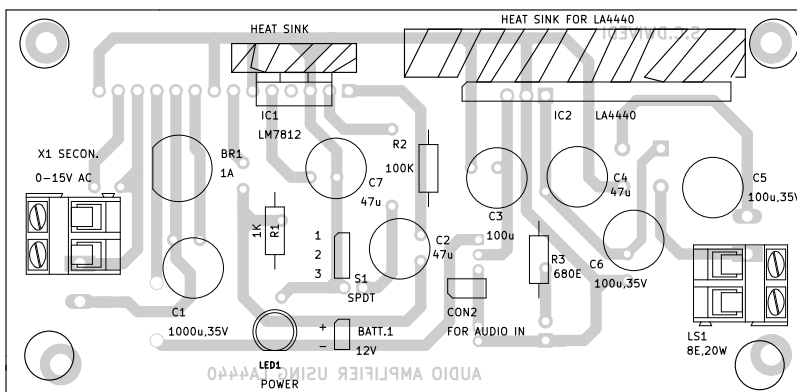 HEAT SINK
HEAT SINK FOR LA4440
S.C.DWIVEDI
IC1
LM7812
IC2 LA4440
X1 SECON.
0-15V AC
BR1
1A
R2
100K
C7
47u
C4
47u
C5
100u,35V
C3
100u
1K
R1
1
2
3
S1
SPDT
C2
47u
R3
680E
C6
100u,35V
C1
1000u,35V
CON2
FOR AUDIO IN
LED1
POWER
+
-
BATT.1
12V
LS1
8E,20W
AUDIO AMPLIFIER USING LA4440